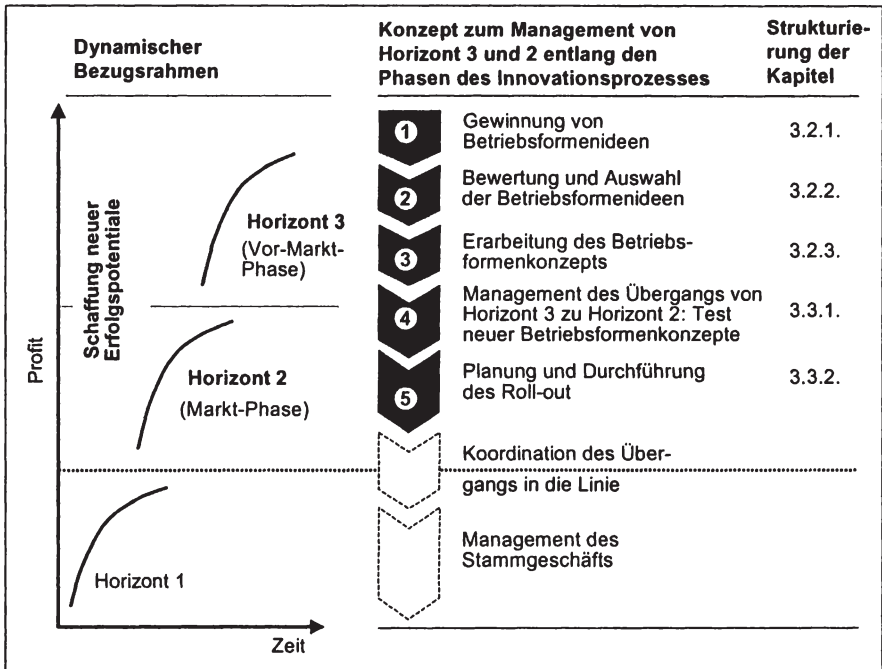 Dynamischer
Bezugsrahmen
Konzept zum Management von
Horizont 3 und 2 entlang den
Phasen des Innovationsprozesses
Strukturie-
rung der
Kapitel
Profit
Schaffung neuer
Erfolgspotentiale
Horizont 3
(Vor-Markt-
Phase)
Horizont 2
(Markt-Phase)
Horizont 1
Zeit
1
Gewinnung von
Betriebsformenideen
3.2.1.
2
Bewertung und Auswahl
der Betriebsformenideen
3.2.2.
3
Erarbeitung des Betriebs-
formenkonzepts
3.2.3.
4
Management des Übergangs von
Horizont 3 zu Horizont 2: Test
neuer Betriebsformenkonzepte
3.3.1.
5
Planung und Durchführung
des Roll-out
3.3.2.
Koordination des Über-
gangs in die Linie
Management des
Stammgeschäfts